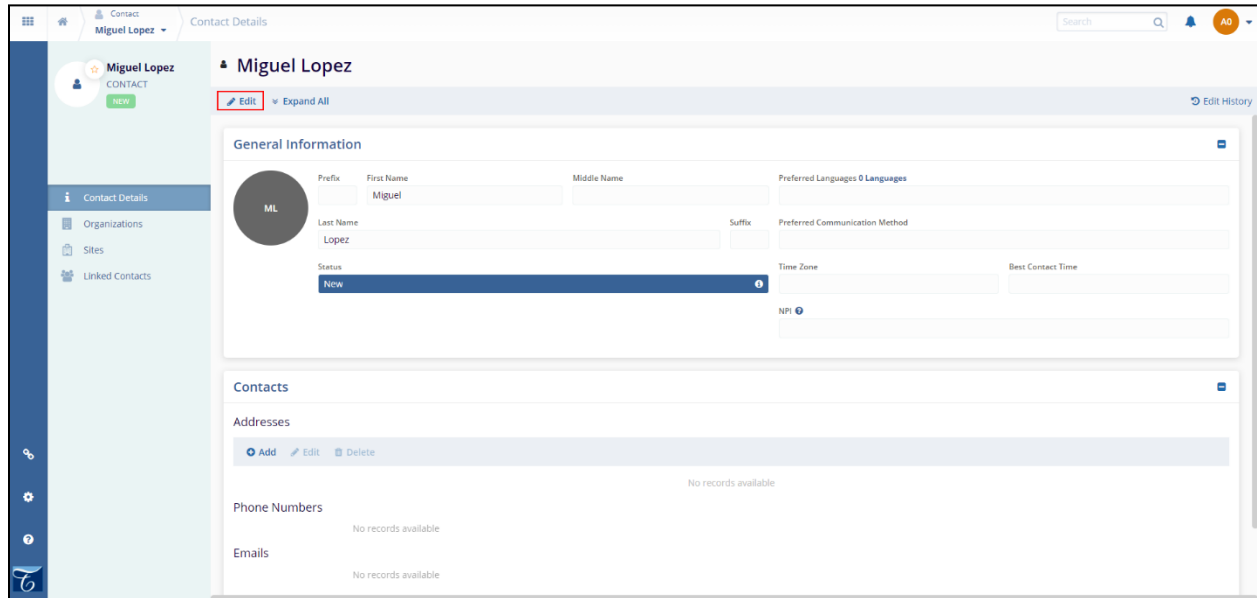 Contact
Miguel Lopez
Contact Details
Search
A0
Miguel Lopez
CONTACT
NEW
Contact Details
Organizations
Sites
Linked Contacts
Miguel Lopez
Edit
Expand All
Edit History
General Information
ML
Prefix
First Name
Middle Name
Preferred Languages 0 Languages
Miguel
Last Name
Suffix
Preferred Communication Method
Lopez
Status
Time Zone
Best Contact Time
New
NPI
Contacts
Addresses
Add
Edit
Delete
No records available
Phone Numbers
No records available
Emails
No records available